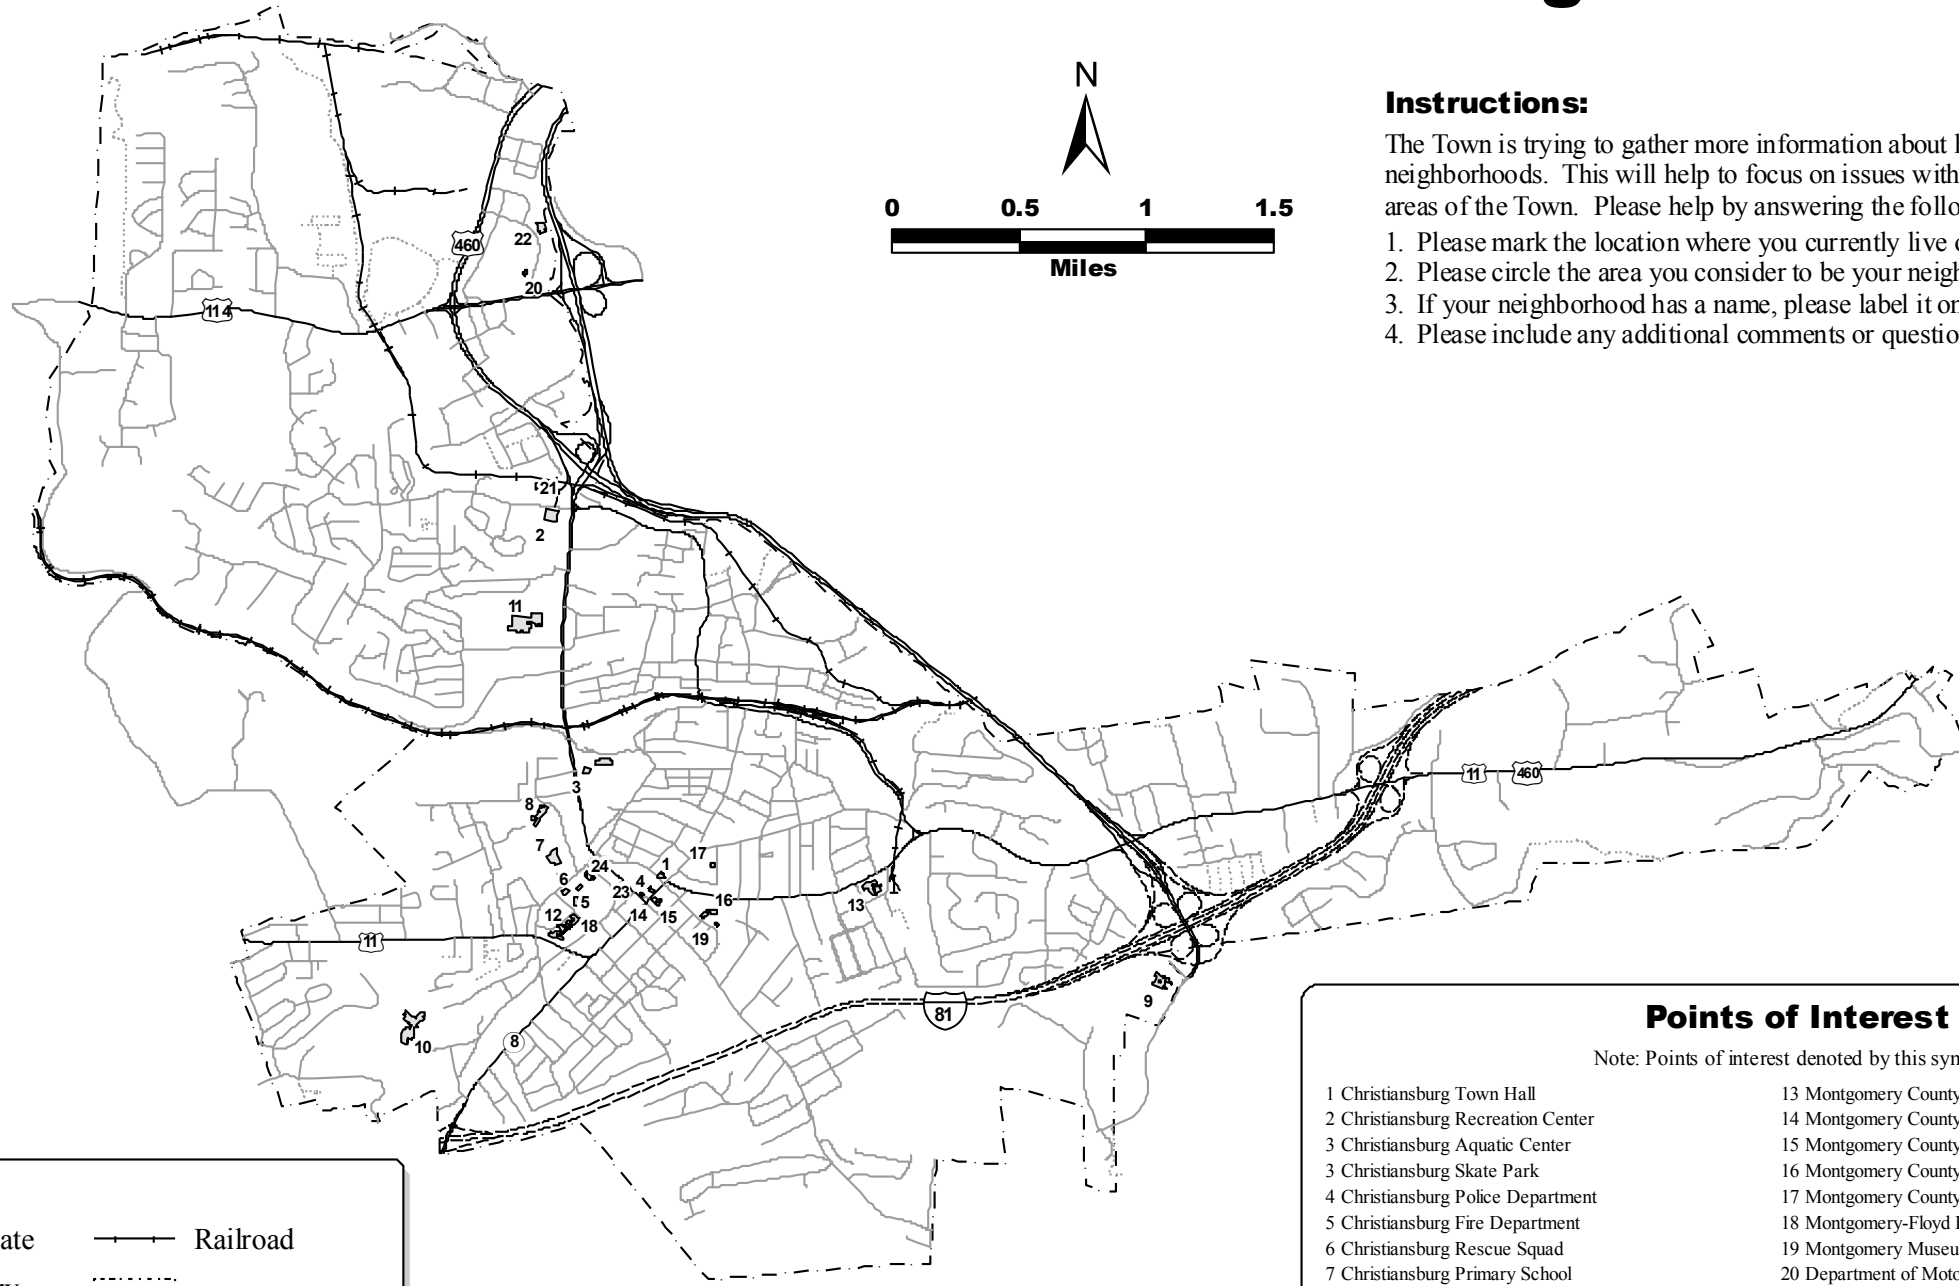 N
0 0.5 1 1.5
Miles
Instructions:
The Town is trying to gather more information about
neighborhoods. This will help to focus on issues with
areas of the Town. Please help by answering the
1. Please mark the location where you currently live
2. Please circle the area you consider to be your
3. If your neighborhood has a name, please label it
4. Please include any additional comments or
460
22
20
114
21
2
11
3
8
7
24
1
17
6
4
23
5
16
12
14
15
13
18
19
11
11
460
9
81
10
8
Points of Interest
Note: Points of interest denoted by this
1 Christiansburg Town Hall
2 Christiansburg Recreation Center
3 Christiansburg Aquatic Center
3 Christiansburg Skate Park
4 Christiansburg Police Department
5 Christiansburg Fire Department
6 Christiansburg Rescue Squad
7 Christiansburg Primary School
13 Montgomery County
14 Montgomery County
15 Montgomery County
16 Montgomery County
17 Montgomery County
18 Montgomery-Floyd
19 Montgomery
20 Department of
Railroad